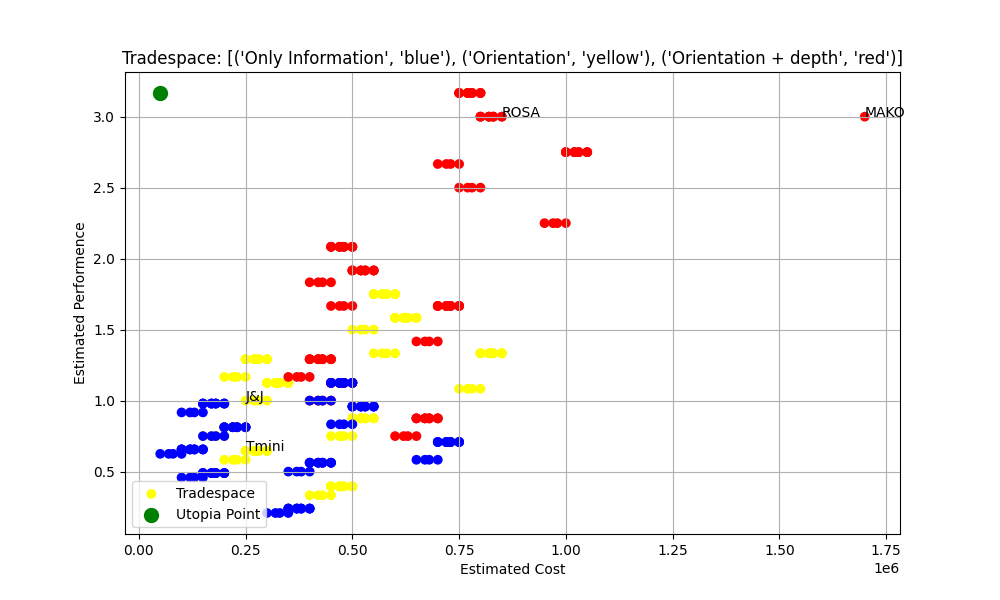 Tradespace: [('Only Information', 'blue'), ('Orientation', 'yellow'), ('Orientation + depth', 'red')]
Estimated Performence
3.0
2.5
2.0
1.5
1.0
0.5
ROSA
MAKO
J&J
Tmini
Tradespace
Utopia Point
0.00
0.25
0.50
0.75
1.00
1.25
1.50
1.75
1e6
Estimated Cost